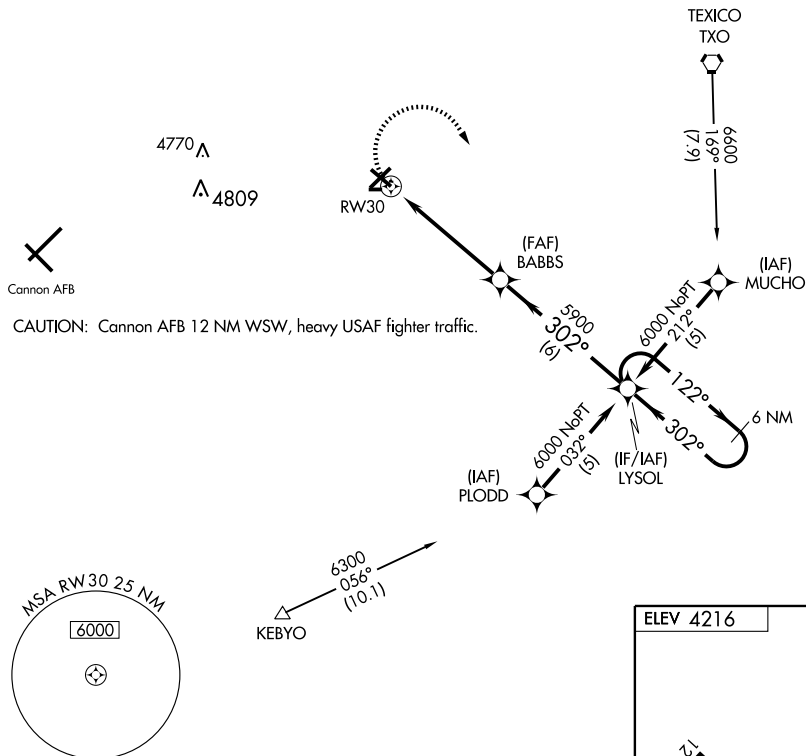 TEXICO
TXO
6600
169°
(7.9)
4770
4809
RW30
Cannon AFB
(FAF)
BABBS
(IAF)
MUCHO
CAUTION: Cannon AFB 12 NM WSW, heavy USAF fighter traffic.
5900
302°
(6)
6000 NoPT
212°
(5)
122°
302°
6 NM
6000 NoPT
032°
(5)
(IF/IAF)
LYSOL
(IAF)
PLODD
6300
056°
(10.1)
KEBYO
MSA RW30 25 NM
6000
ELEV 4216
12